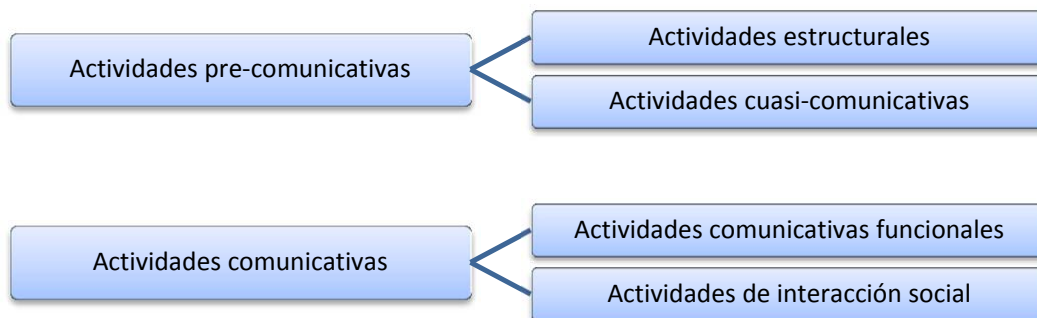 Actividades pre-comunicativas
Actividades estructurales
Actividades cuasi-comunicativas
Actividades comunicativas
Actividades comunicativas funcionales
Actividades de interacción social